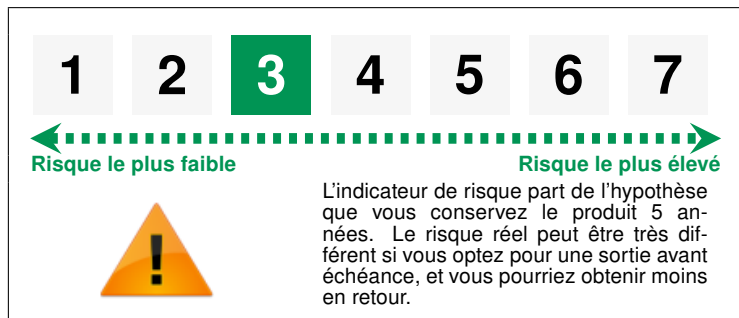 1 2 3 4 5 6 7
Risque le plus faible Risque le plus élevé
L'indicateur de risque part de l'hypothèse
que vous conservez le produit 5 an-
nées. Le risque réel peut être très dif-
férent si vous optez pour une sortie avant
échéance, et vous pourriez obtenir moins
en retour.